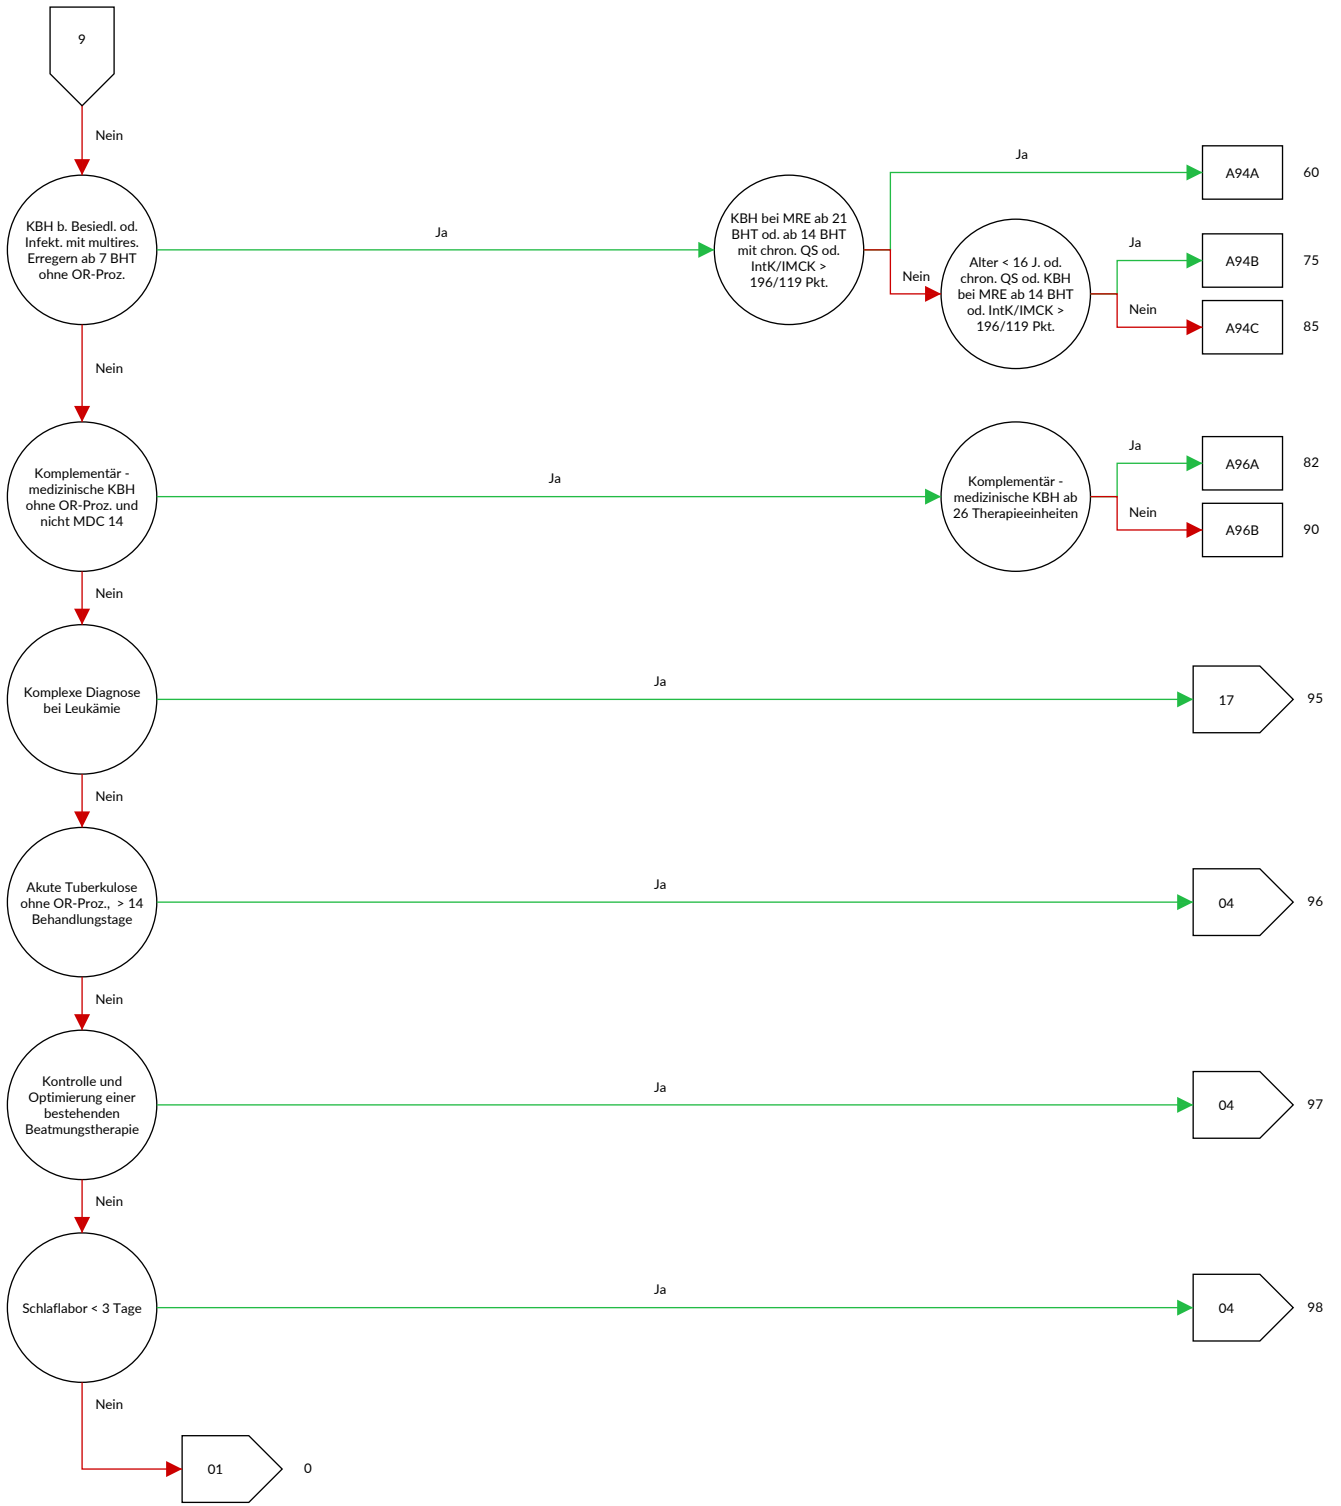 9
Nein
KBH b. Besiedl. od.
Infekt. mit multires.
Erregern ab 7 BHT
ohne OR-Proz.
Ja
KBH bei MRE ab 21
BHT od. ab 14 BHT
mit chron. QS od.
IntK/IMCK >
196/119 Pkt.
Ja
A94A
60
Nein
Alter < 16 J. od.
chron. QS od. KBH
bei MRE ab 14 BHT
od. IntK/IMCK >
196/119 Pkt.
Ja
A94B
75
Nein
A94C
85
Nein
Komplementär -
medizinische KBH
ohne OR-Proz. und
nicht MDC 14
Ja
Komplementär -
medizinische KBH ab
26 Therapieeinheiten
Ja
A96A
82
Nein
A96B
90
Nein
Komplexe Diagnose
bei Leukämie
Ja
17
95
Nein
Akute Tuberkulose
ohne OR-Proz., > 14
Behandlungstage
Ja
04
96
Nein
Kontrolle und
Optimierung einer
bestehenden
Beatmungstherapie
Ja
04
97
Nein
Schlaflabor < 3 Tage
Ja
04
98
Nein
01
0